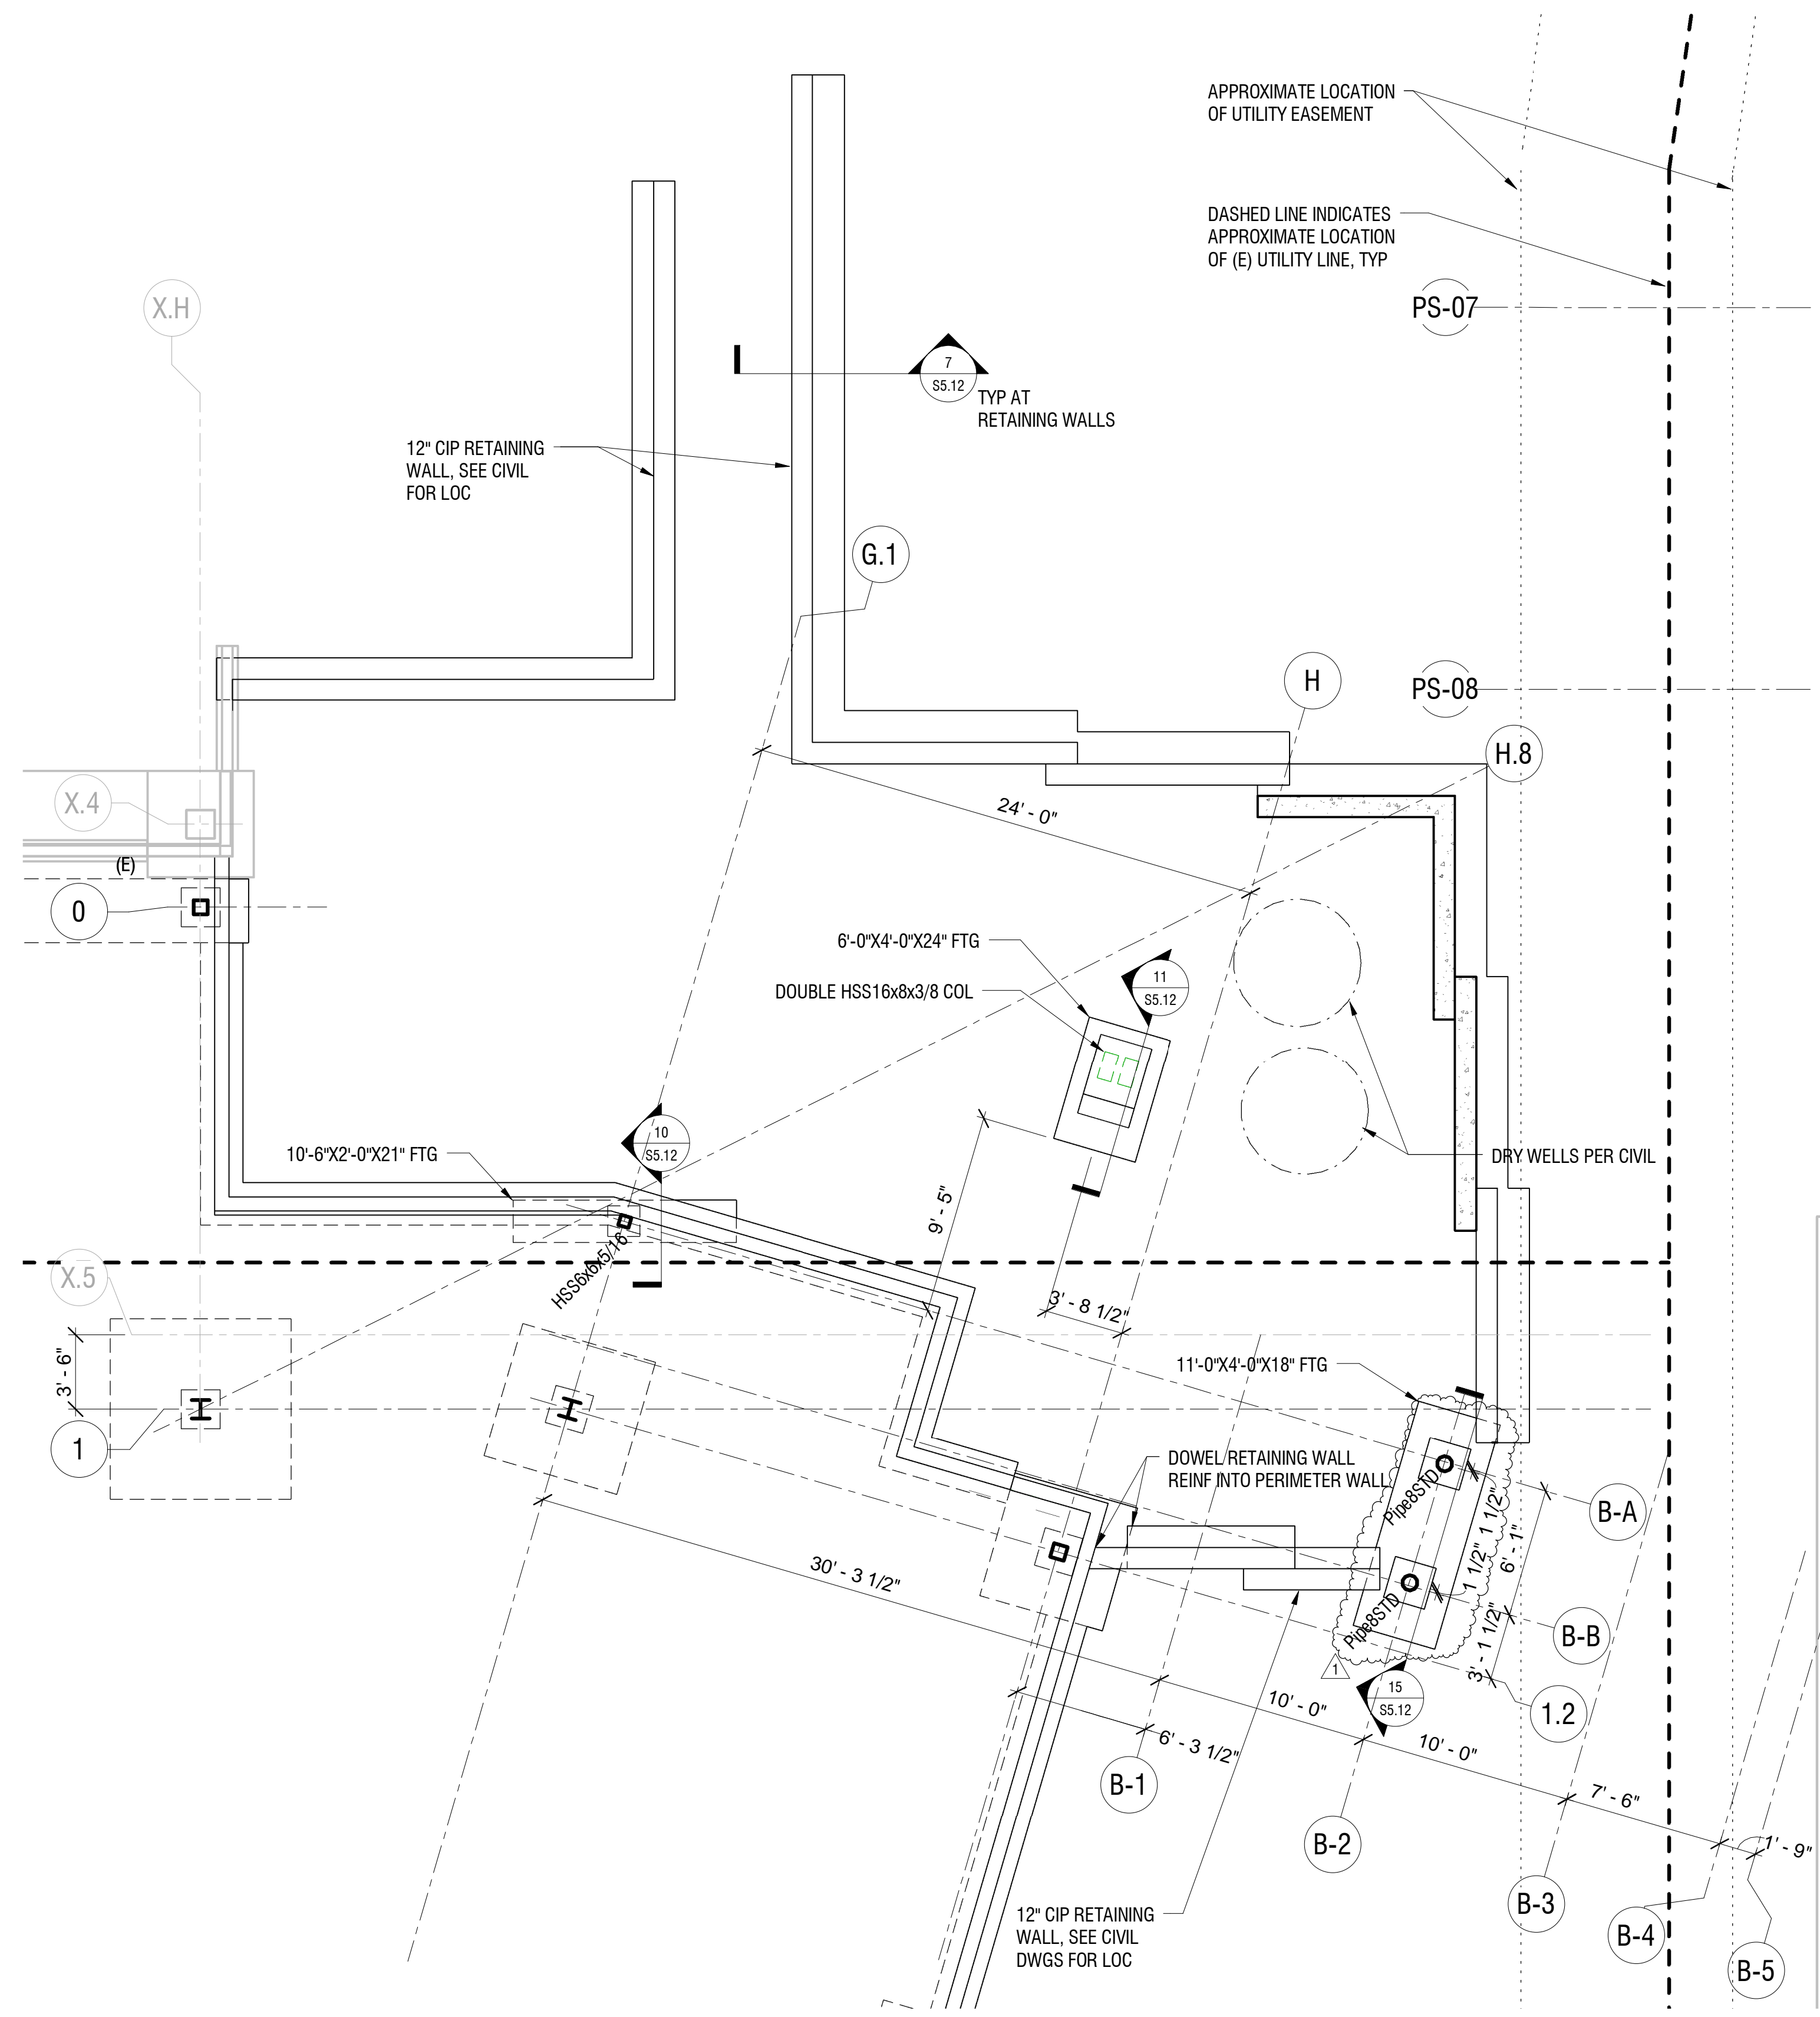 APPROXIMATE LOCATION
OF UTILITY EASEMENT
DASHED LINE INDICATES
APPROXIMATE LOCATION
OF (E) UTILITY LINE, TYP
PS-07
X.H
7
S5.12
TYP AT
RETAINING WALLS
12" CIP RETAINING
WALL, SEE CIVIL
FOR LOC
G.1
H
PS-08
H.8
X.4
24' - 0"
(E)
0
6'-0"X4'-0"X24" FTG
DOUBLE HSS16x8x3/8 COL
11
S5.12
10
S5.12
10'-6"X2'-0"X21" FTG
DRY WELLS PER CIVIL
9' - 5"
HSS6x6x5/16
X.5
3' - 8 1/2"
3' - 6"
11'-0"X4'-0"X18" FTG
1
DOWEL RETAINING WALL
REINF INTO PERIMETER WALL
Pipe8STD
1 1/2"
1 1/2"
6' - 1"
B-A
30' - 3 1/2"
Pipe8STD
3' - 1 1/2"
B-B
1
15
S5.12
1.2
10' - 0"
6' - 3 1/2"
10' - 0"
B-1
7' - 6"
B-2
1' - 9"
B-3
12" CIP RETAINING
WALL, SEE CIVIL
DWGS FOR LOC
B-4
B-5